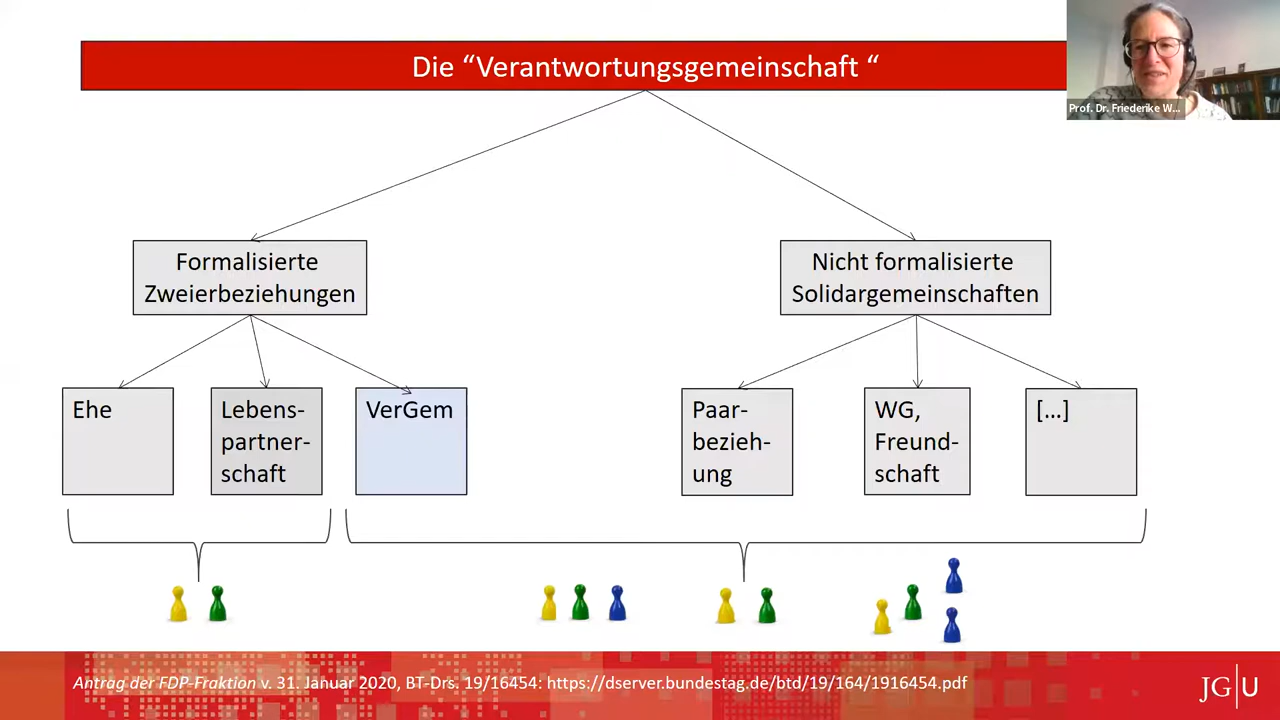 Die “Verantwortungsgemeinschaft “
Prof. Dr. Friederike W...
Formalisierte
Zweierbeziehungen
Nicht formalisierte
Solidargemeinschaften
Ehe
Lebens-
partner-
schaft
VerGem
Paar-
bezieh-
ung
WG,
Freund-
schaft
[…]
Antrag der FDP-Fraktion v. 31. Januar 2020, BT-Drs. 19/16454: https://dserver.bundestag.de/btd/19/164/1916454.pdf
JG|U